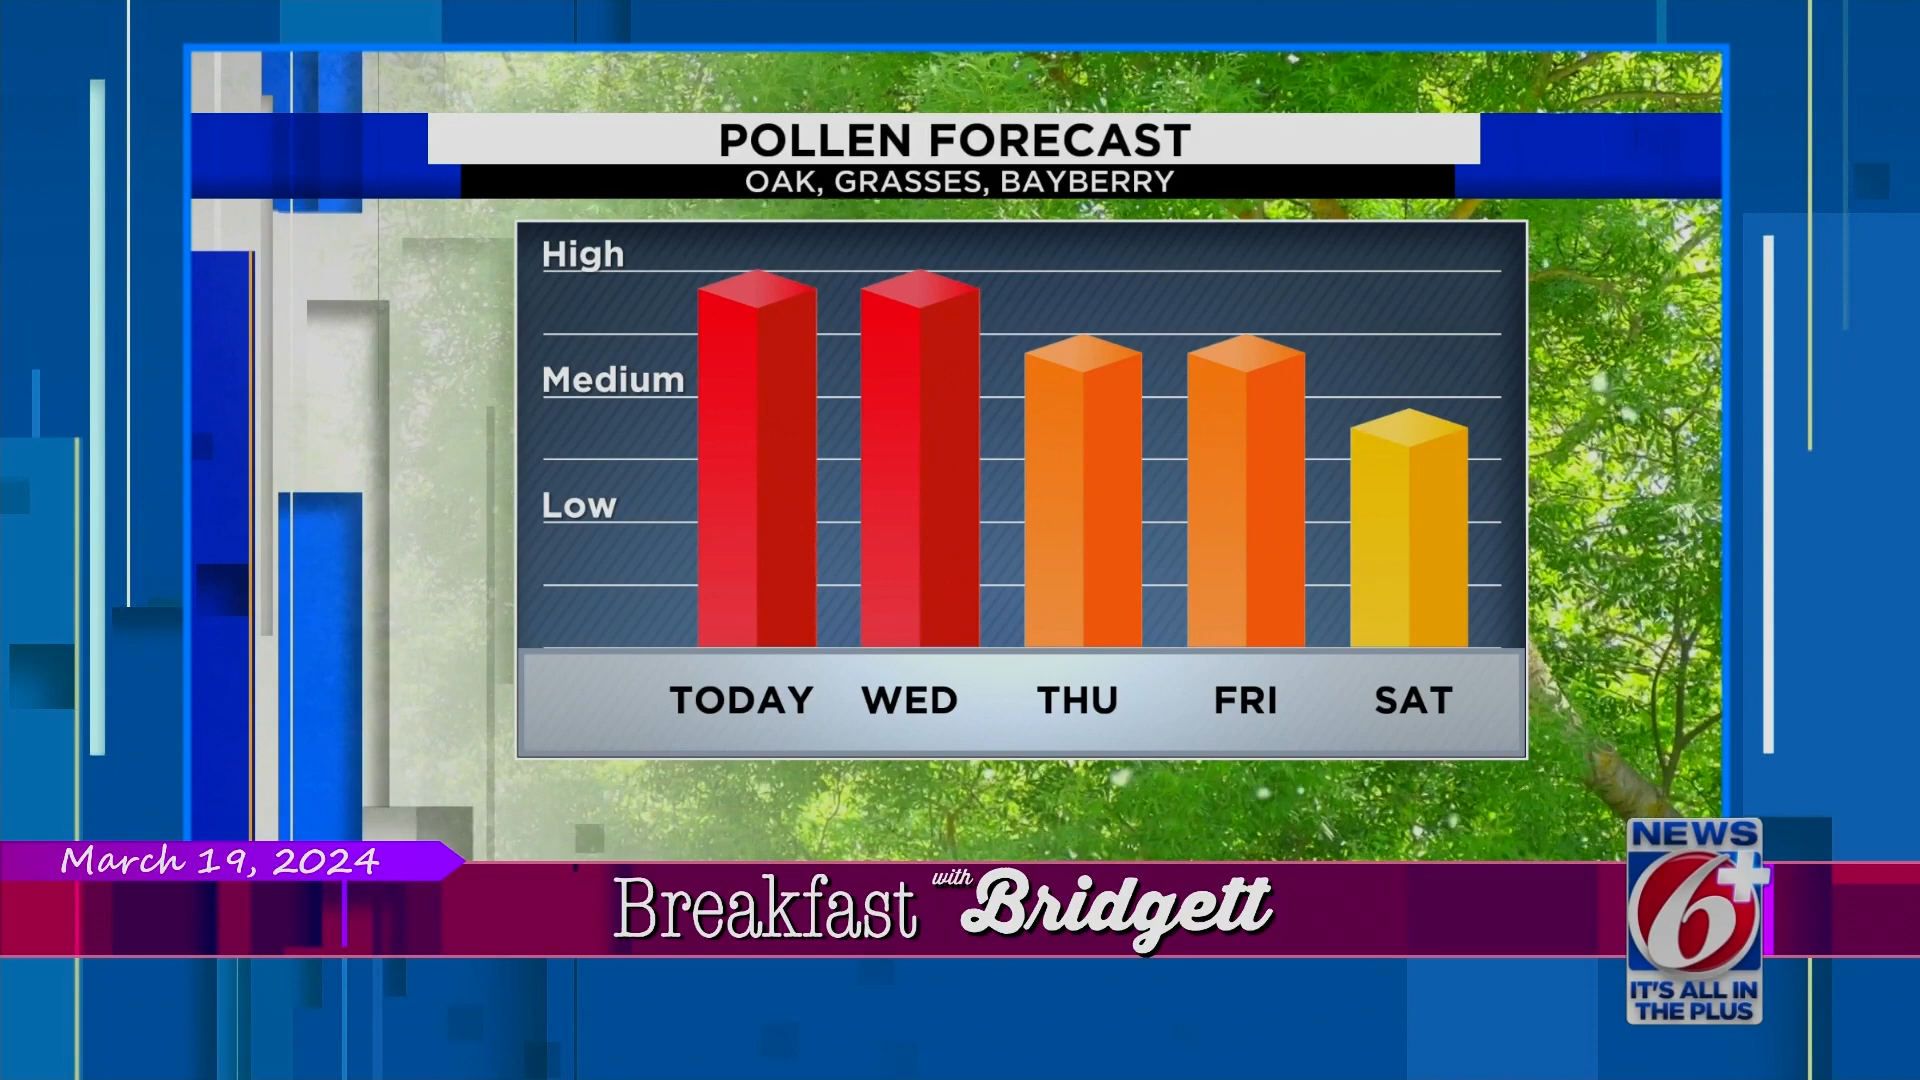 POLLEN FORECAST
OAK, GRASSES, BAYBERRY
High
Medium
Low
TODAY WED THU FRI SAT
March 19, 2024
Breakfast with Bridgett
NEWS
6+
IT'S ALL IN
THE PLUS